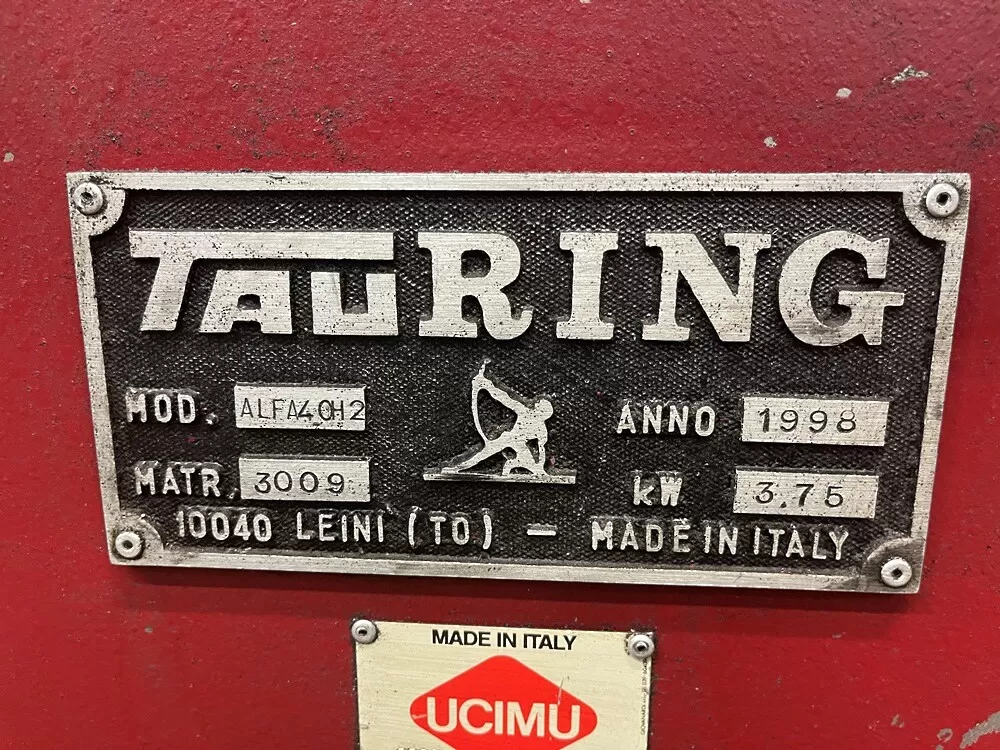 TAURING
MOD. ALFA40H2
ANNO 1998
MATR. 3009
kW 3.75
10040 LEINI (TO) — MADE IN ITALY
MADE IN ITALY
UCIMU